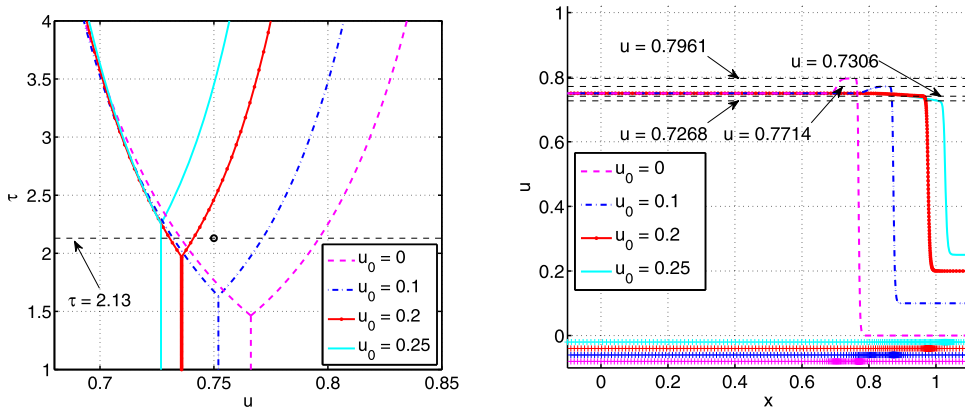 4
3.5
3
2.5
2
1.5
1
τ
τ = 2.13
u₀ = 0
u₀ = 0.1
u₀ = 0.2
u₀ = 0.25
0.7
0.75
0.8
0.85
u
1
0.8
0.6
0.4
0.2
0
u
u = 0.7961
u = 0.7306
u = 0.7268
u = 0.7714
u₀ = 0
u₀ = 0.1
u₀ = 0.2
u₀ = 0.25
0
0.2
0.4
0.6
0.8
1
x